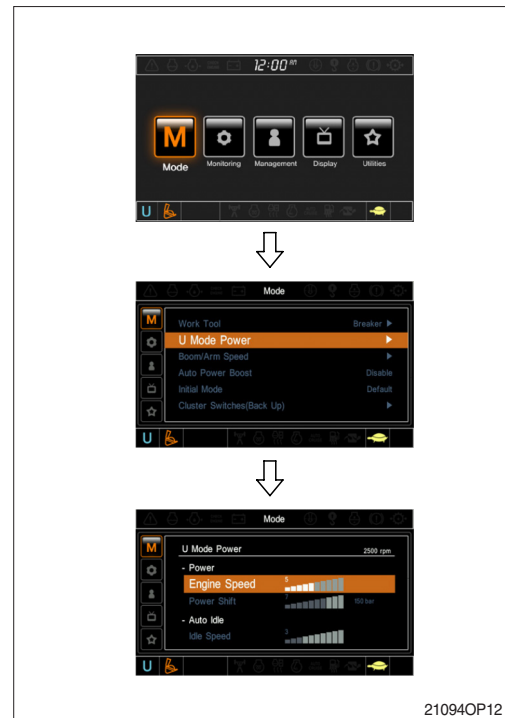 12:00 AM
M
Mode Monitoring Management Display Utilities
U
Mode
M
Work Tool Breaker ▶
U Mode Power ▶
Boom/Arm Speed ▶
Auto Power Boost Disable
Initial Mode Default
Cluster Switches(Back Up) ▶
U
Mode
M
U Mode Power 2500 rpm
- Power
Engine Speed 5
Power Shift 7 150 bar
- Auto Idle
Idle Speed 3
U
21094OP12